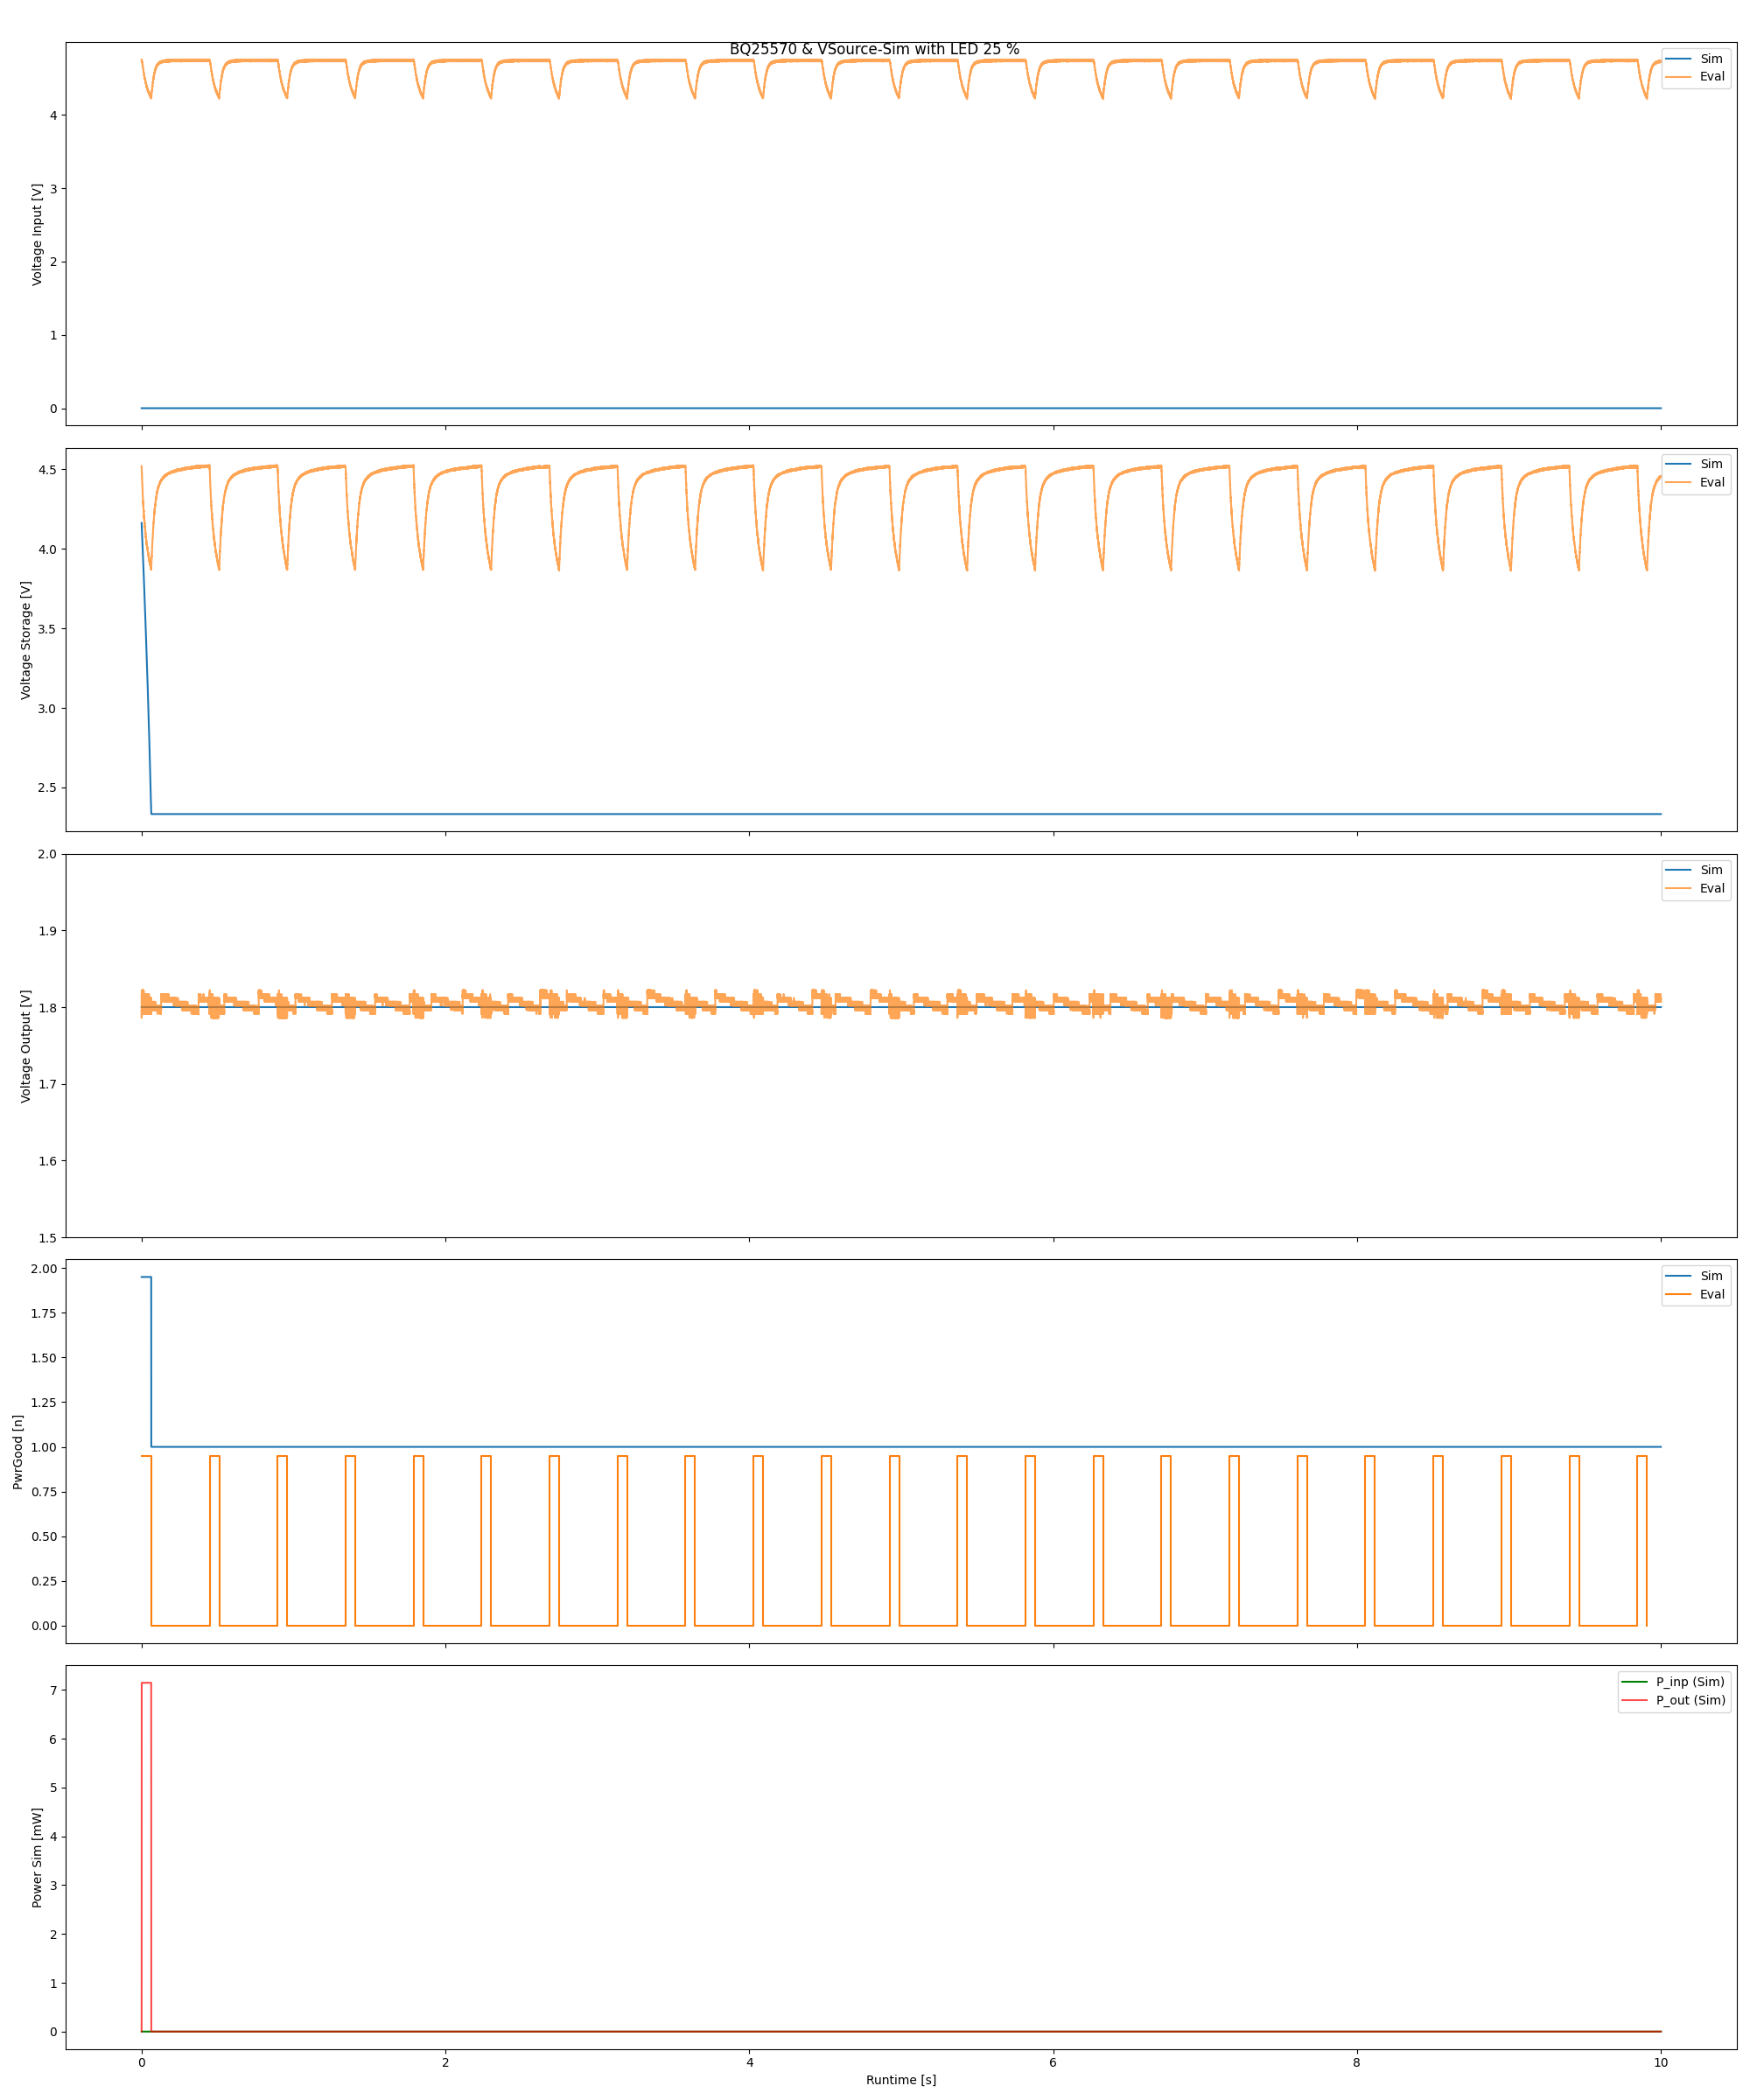 BQ25570 & VSource-Sim with LED 25 %
Voltage Input [V]
4
3
2
1
0
Sim
Eval
Voltage Storage [V]
4.5
4.0
3.5
3.0
2.5
Sim
Eval
Voltage Output [V]
2.0
1.9
1.8
1.7
1.6
1.5
Sim
Eval
PwrGood [n]
2.00
1.75
1.50
1.25
1.00
0.75
0.50
0.25
0.00
Sim
Eval
Power Sim [mW]
7
6
5
4
3
2
1
0
P_inp (Sim)
P_out (Sim)
0 2 4 6 8 10
Runtime [s]